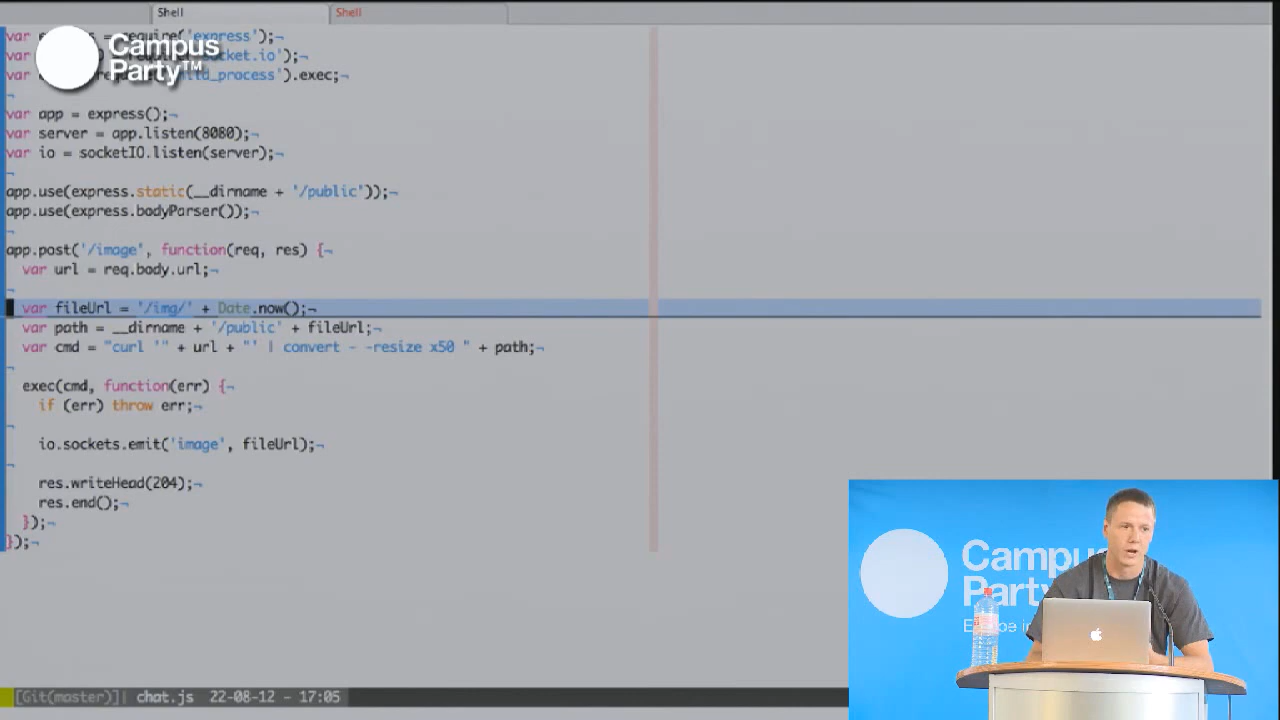 Shell
Shell
Campus
Party™
var = require('express');¬
var socket.io');¬
var child_process').exec;¬
¬
var app = express();¬
var server = app.listen(8080);¬
var io = socketIO.listen(server);¬
¬
app.use(express.static(__dirname + '/public'));¬
app.use(express.bodyParser());¬
¬
app.post('/image', function(req, res) {¬
var url = req.body.url;¬
¬
var fileUrl = '/img/' + Date.now();¬
var path = __dirname + '/public' + fileUrl;¬
var cmd = "curl '" + url + "' | convert - -resize x50 " + path;¬
¬
exec(cmd, function(err) {¬
if (err) throw err;¬
¬
io.sockets.emit('image', fileUrl);¬
¬
res.writeHead(204);¬
res.end();¬
});¬
});¬
[Git(master)] chat.js 22-08-12 - 17:05
Campus
Party